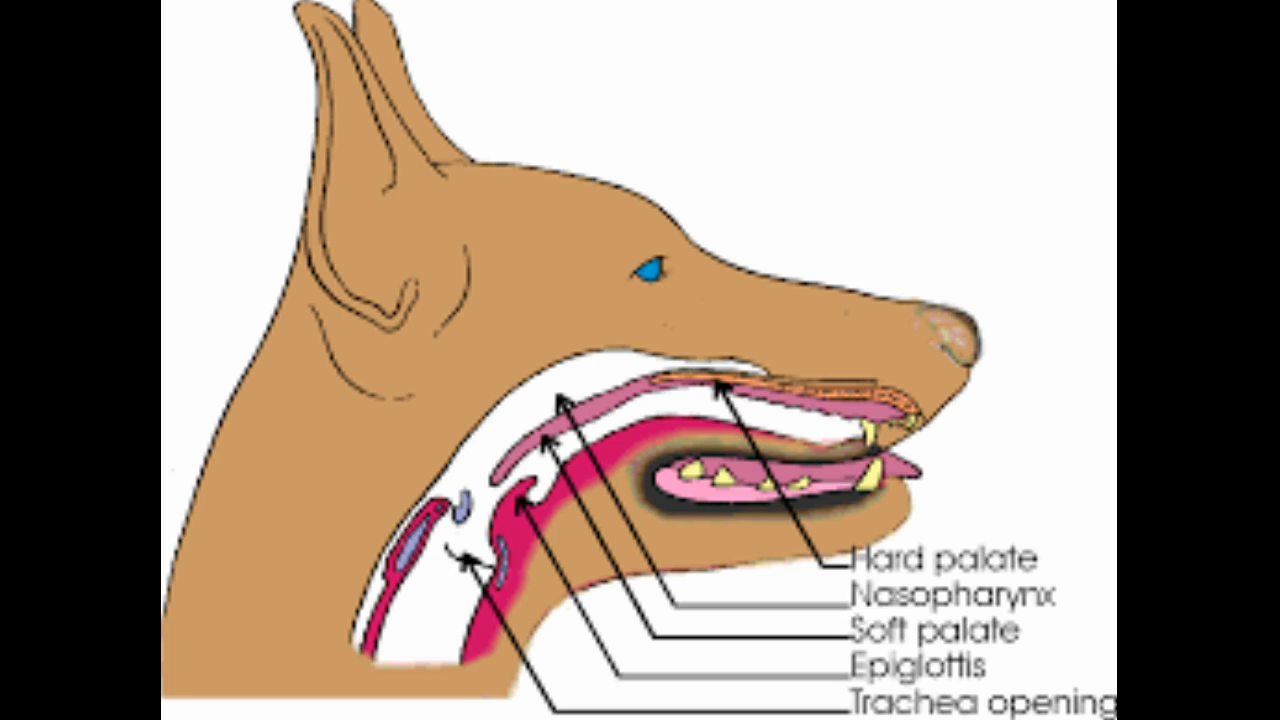 Hard palate
Nasopharynx
Soft palate
Epiglottis
Trachea opening